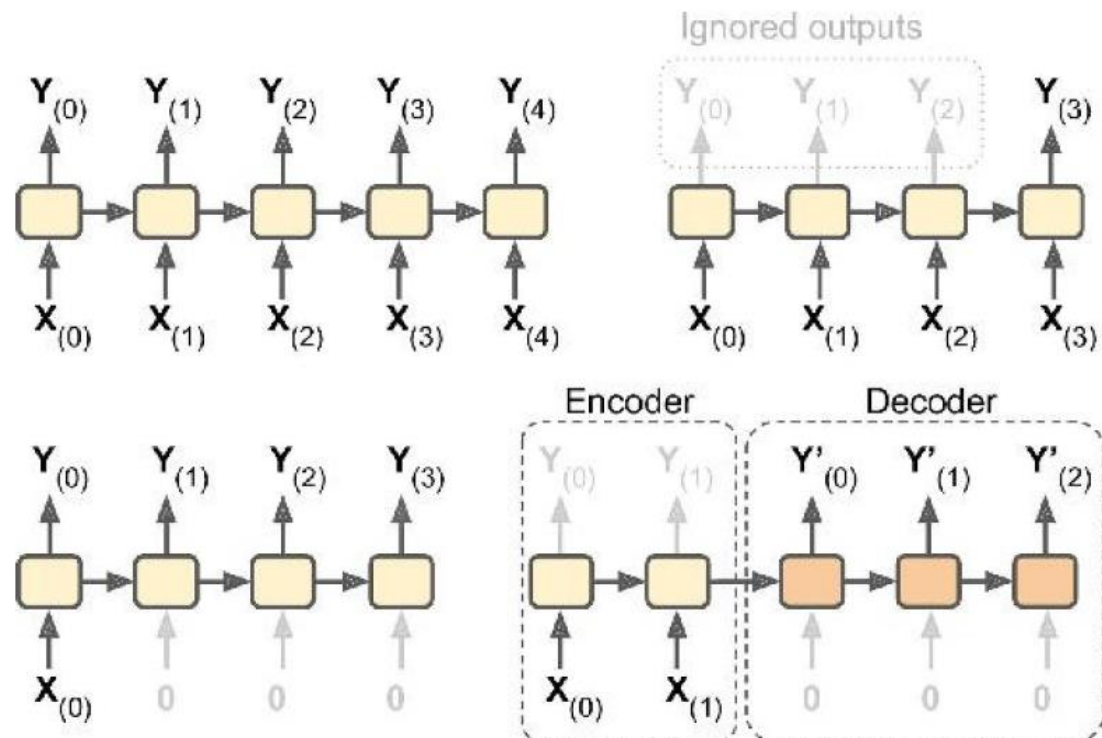 Ignored outputs
Y(0) Y(1) Y(2) Y(3) Y(4)
Y(0) Y(1) Y(2) Y(3)
X(0) X(1) X(2) X(3) X(4)
X(0) X(1) X(2) X(3)
Encoder
Decoder
Y(0) Y(1) Y(2) Y(3)
Y(0) Y(1)
Y’(0) Y’(1) Y’(2)
X(0) 0 0 0
X(0) X(1)
0 0 0